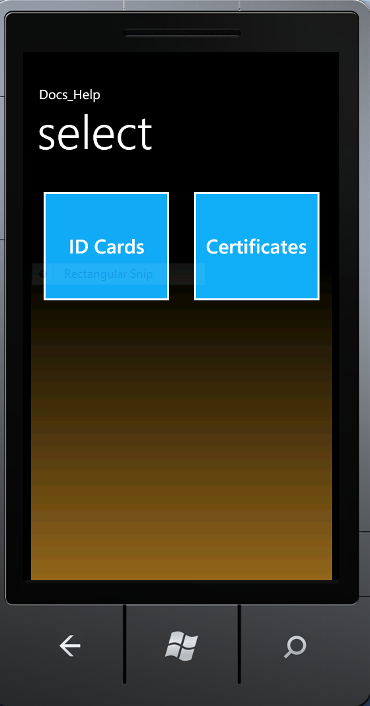 Docs_Help
select
ID Cards
Certificates
Rectangular Snip